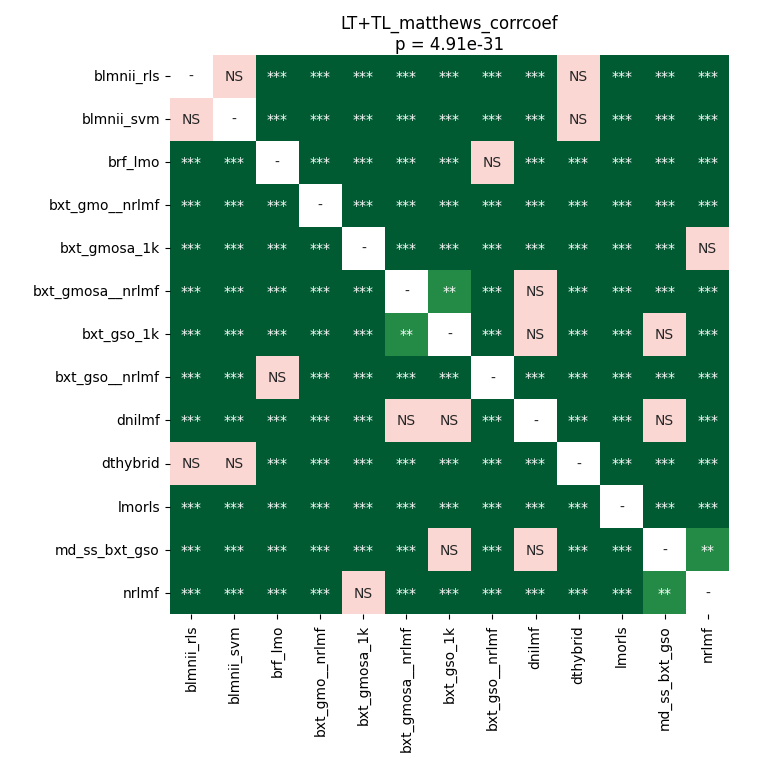 LT+TL_matthews_corrcoef
p = 4.91e-31
blmnii_rls - NS *** *** *** *** *** *** *** NS *** *** ***
blmnii_svm NS - *** *** *** *** *** *** *** NS *** *** ***
brf_lmo *** *** - *** *** *** *** NS *** *** *** *** ***
bxt_gmo__nrlmf *** *** *** - *** *** *** *** *** *** *** *** ***
bxt_gmosa_1k *** *** *** *** - *** *** *** *** *** *** *** NS
bxt_gmosa__nrlmf *** *** *** *** *** - ** *** NS *** *** *** ***
bxt_gso_1k *** *** *** *** *** ** - *** NS *** *** NS ***
bxt_gso__nrlmf *** *** NS *** *** *** *** - *** *** *** *** ***
dnilmf *** *** *** *** *** NS NS *** - *** *** NS ***
dthybrid NS NS *** *** *** *** *** *** *** - *** *** ***
lmorls *** *** *** *** *** *** *** *** *** *** - *** ***
md_ss_bxt_gso *** *** *** *** *** *** NS *** NS *** *** - **
nrlmf *** *** *** *** NS *** *** *** *** *** *** ** -
blmnii_rls
blmnii_svm
brf_lmo
bxt_gmo__nrlmf
bxt_gmosa_1k
bxt_gmosa__nrlmf
bxt_gso_1k
bxt_gso__nrlmf
dnilmf
dthybrid
lmorls
md_ss_bxt_gso
nrlmf